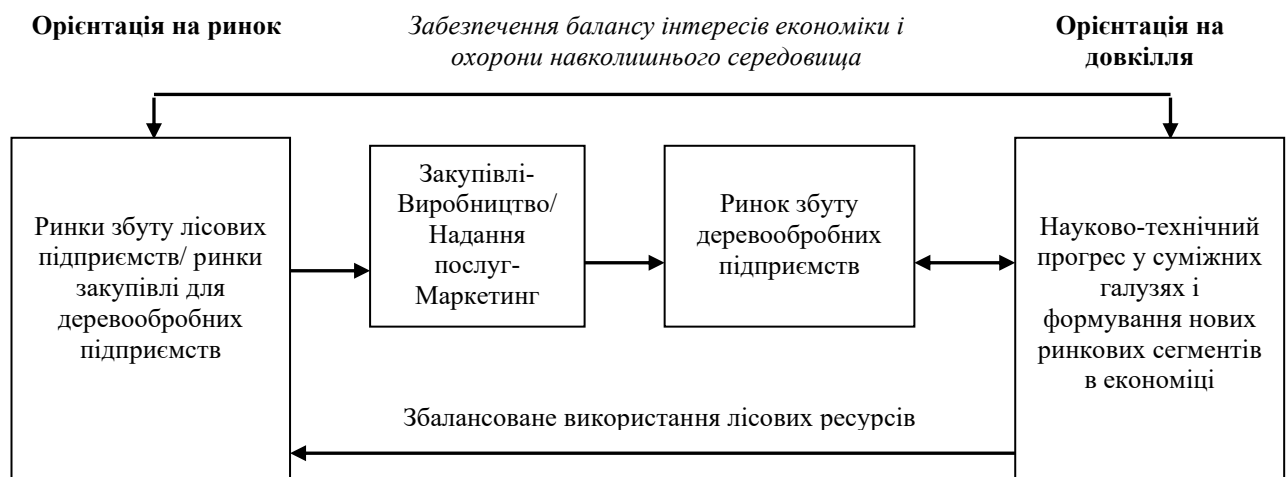 Орієнтація на ринок
Забезпечення балансу інтересів економіки і
охорони навколишнього середовища
Орієнтація на
довкілля
Ринки збуту лісових
підприємств/ ринки
закупівлі для
деревообробних
підприємств
Закупівлі-
Виробництво/
Надання
послуг-
Маркетинг
Ринок збуту
деревообробних
підприємств
Науково-технічний
прогрес у суміжних
галузях і
формування нових
ринкових сегментів
в економіці
Збалансоване використання лісових ресурсів